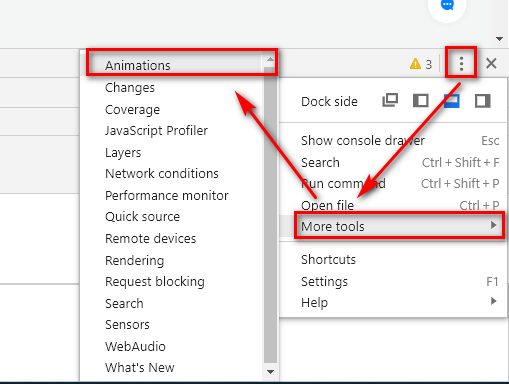 3
Dock side
Show console drawer Esc
Search Ctrl + Shift + F
Run command Ctrl + Shift + P
Open file Ctrl + P
More tools
Shortcuts
Settings F1
Help
Animations
Changes
Coverage
JavaScript Profiler
Layers
Network conditions
Performance monitor
Quick source
Remote devices
Rendering
Request blocking
Search
Sensors
WebAudio
What's New